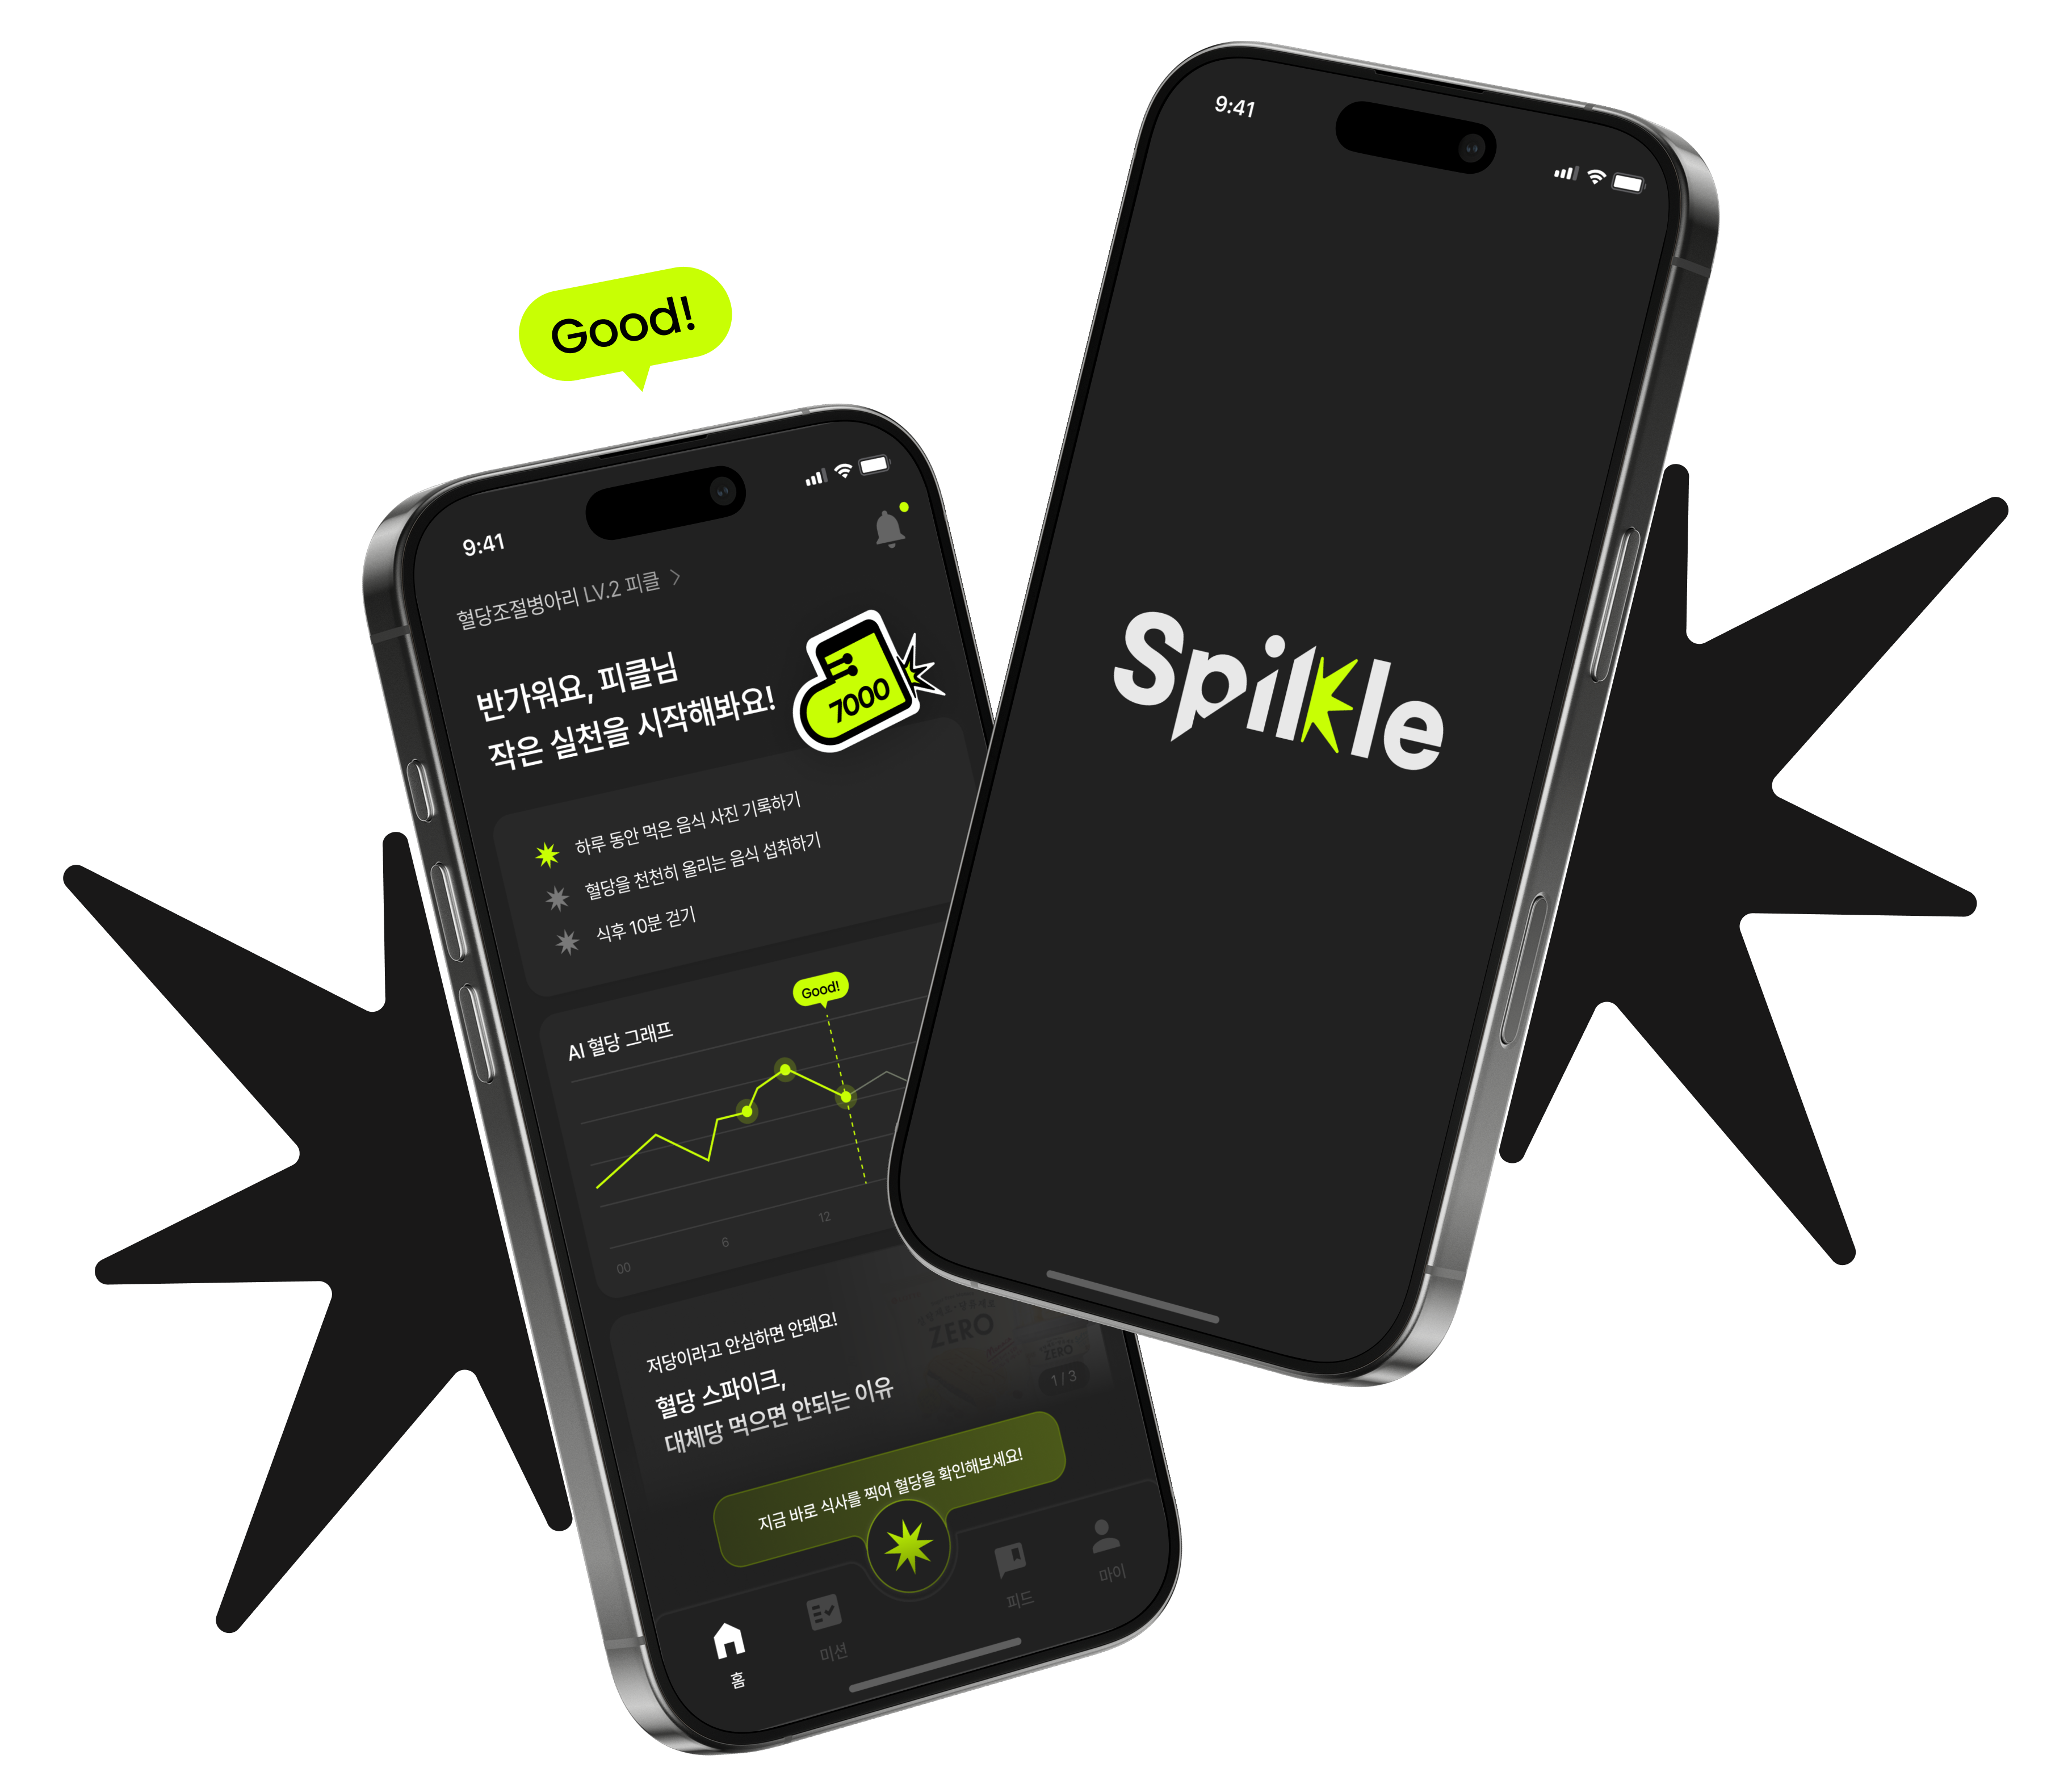 Good!
9:41
혈당조절병아리 LV.2 피클 >
반가워요, 피클님
작은 실천을 시작해봐요!
7000
하루 동안 먹은 음식 사진 기록하기
혈당을 천천히 올리는 음식 섭취하기
식후 10분 걷기
AI 혈당 그래프
Good!
00
6
12
저당이라고 안심하면 안돼요!
혈당 스파이크,
대체당 먹으면 안되는 이유
ZERO
ZERO
1 / 3
지금 바로 식사를 찍어 혈당을 확인해보세요!
홈
미션
피드
마이
9:41
Spikle